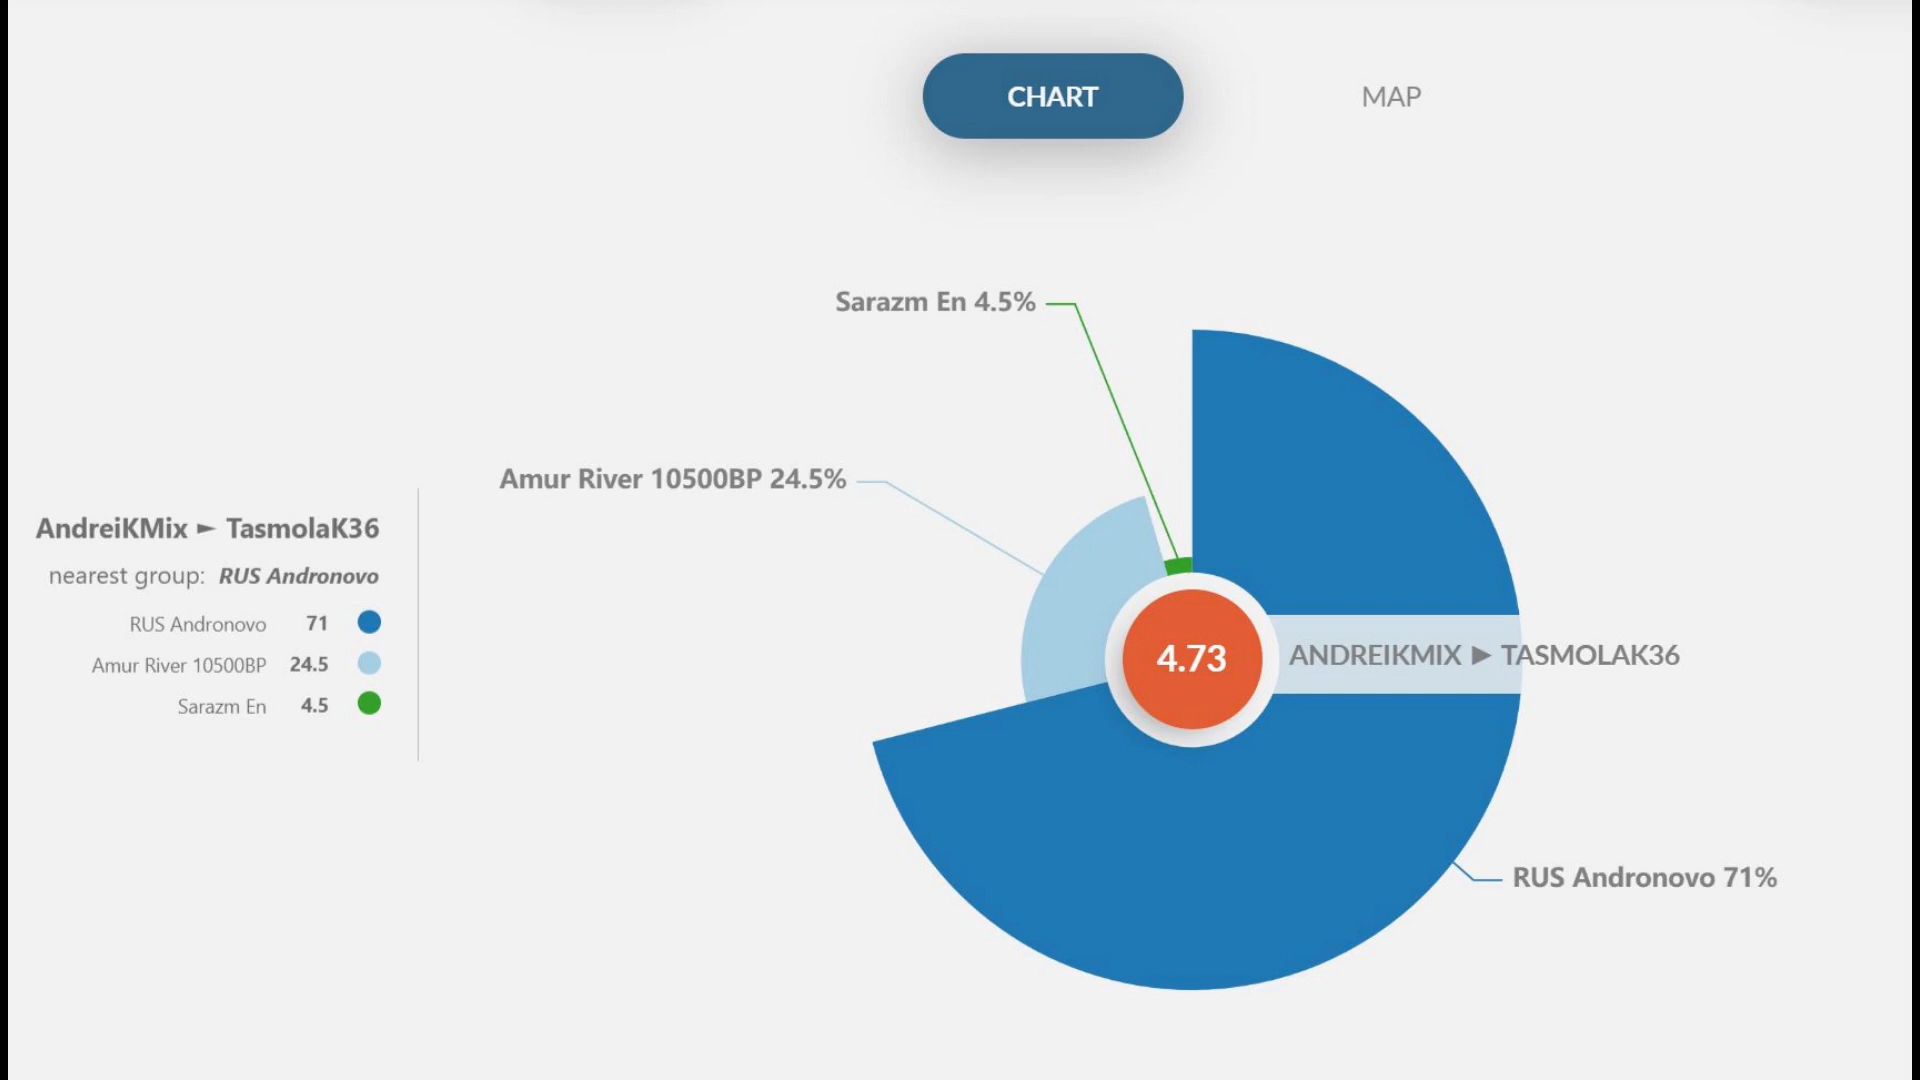 CHART
MAP
Sarazm En 4.5%
Amur River 10500BP 24.5%
AndreiKMix ► TasmolaK36
nearest group: RUS Andronovo
RUS Andronovo 71
Amur River 10500BP 24.5
Sarazm En 4.5
4.73
ANDREIKMIX ► TASMOLAK36
RUS Andronovo 71%